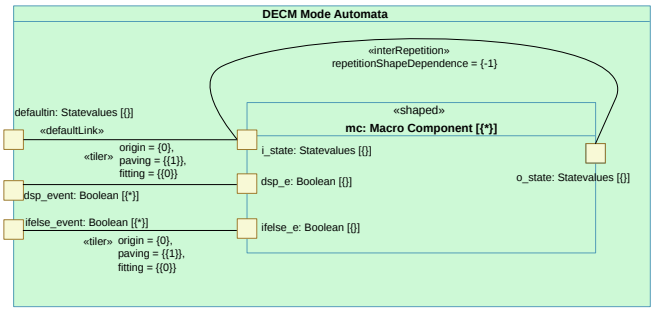 DECM Mode Automata
«interRepetition»
repetitionShapeDependence = {-1}
«shaped»
mc: Macro Component [{*}]
defaultin: Statevalues [{}]
«defaultLink»
«tiler»
origin = {0},
paving = {{1}},
fitting = {{0}}
i_state: Statevalues [{}]
o_state: Statevalues [{}]
dsp_e: Boolean [{}]
dsp_event: Boolean [{*}]
ifelse_event: Boolean [{*}]
ifelse_e: Boolean [{}]
«tiler»
origin = {0},
paving = {{1}},
fitting = {{0}}